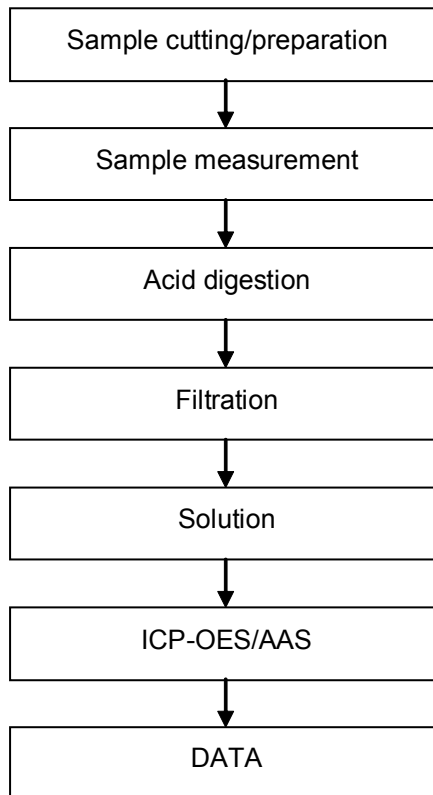 Sample cutting/preparation
Sample measurement
Acid digestion
Filtration
Solution
ICP-OES/AAS
DATA